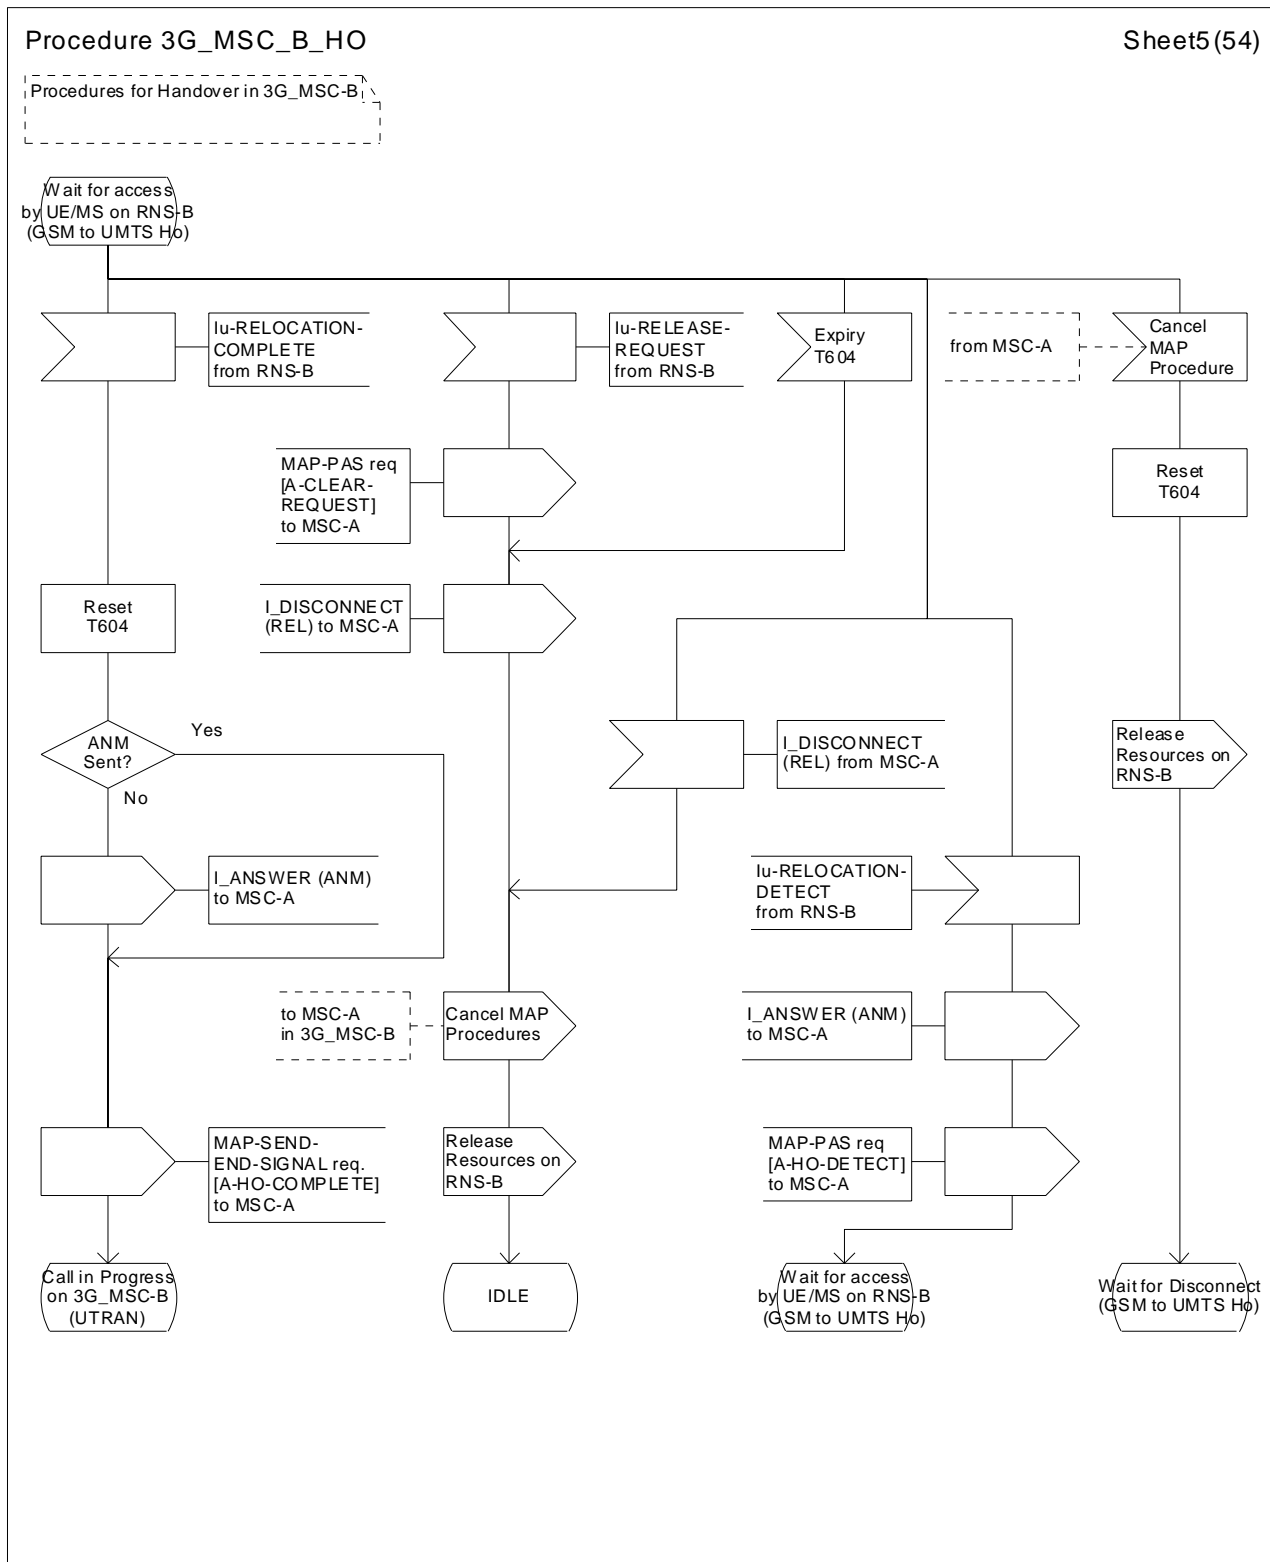 Procedure 3G_MSC_B_HO
Sheet5(54)
Procedures for Handover in 3G_MSC-B
Wait for access
by UE/MS on RNS-B
(GSM to UMTS Ho)
Iu-RELOCATION-
COMPLETE
from RNS-B
Iu-RELEASE-
REQUEST
from RNS-B
Expiry
T604
from MSC-A
Cancel
MAP
Procedure
MAP-PAS req
[A-CLEAR-
REQUEST]
to MSC-A
Reset
T604
Reset
T604
I_DISCONNECT
(REL) to MSC-A
ANM
Sent?
Yes
No
I_DISCONNECT
(REL) from MSC-A
Release
Resources on
RNS-B
I_ANSWER (ANM)
to MSC-A
Iu-RELOCATION-
DETECT
from RNS-B
to MSC-A
in 3G_MSC-B
Cancel MAP
Procedures
I_ANSWER (ANM)
to MSC-A
MAP-SEND-
END-SIGNAL req.
[A-HO-COMPLETE]
to MSC-A
Release
Resources on
RNS-B
MAP-PAS req
[A-HO-DETECT]
to MSC-A
Call in Progress
on 3G_MSC-B
(UTRAN)
IDLE
Wait for access
by UE/MS on RNS-B
(GSM to UMTS Ho)
Wait for Disconnect
(GSM to UMTS Ho)